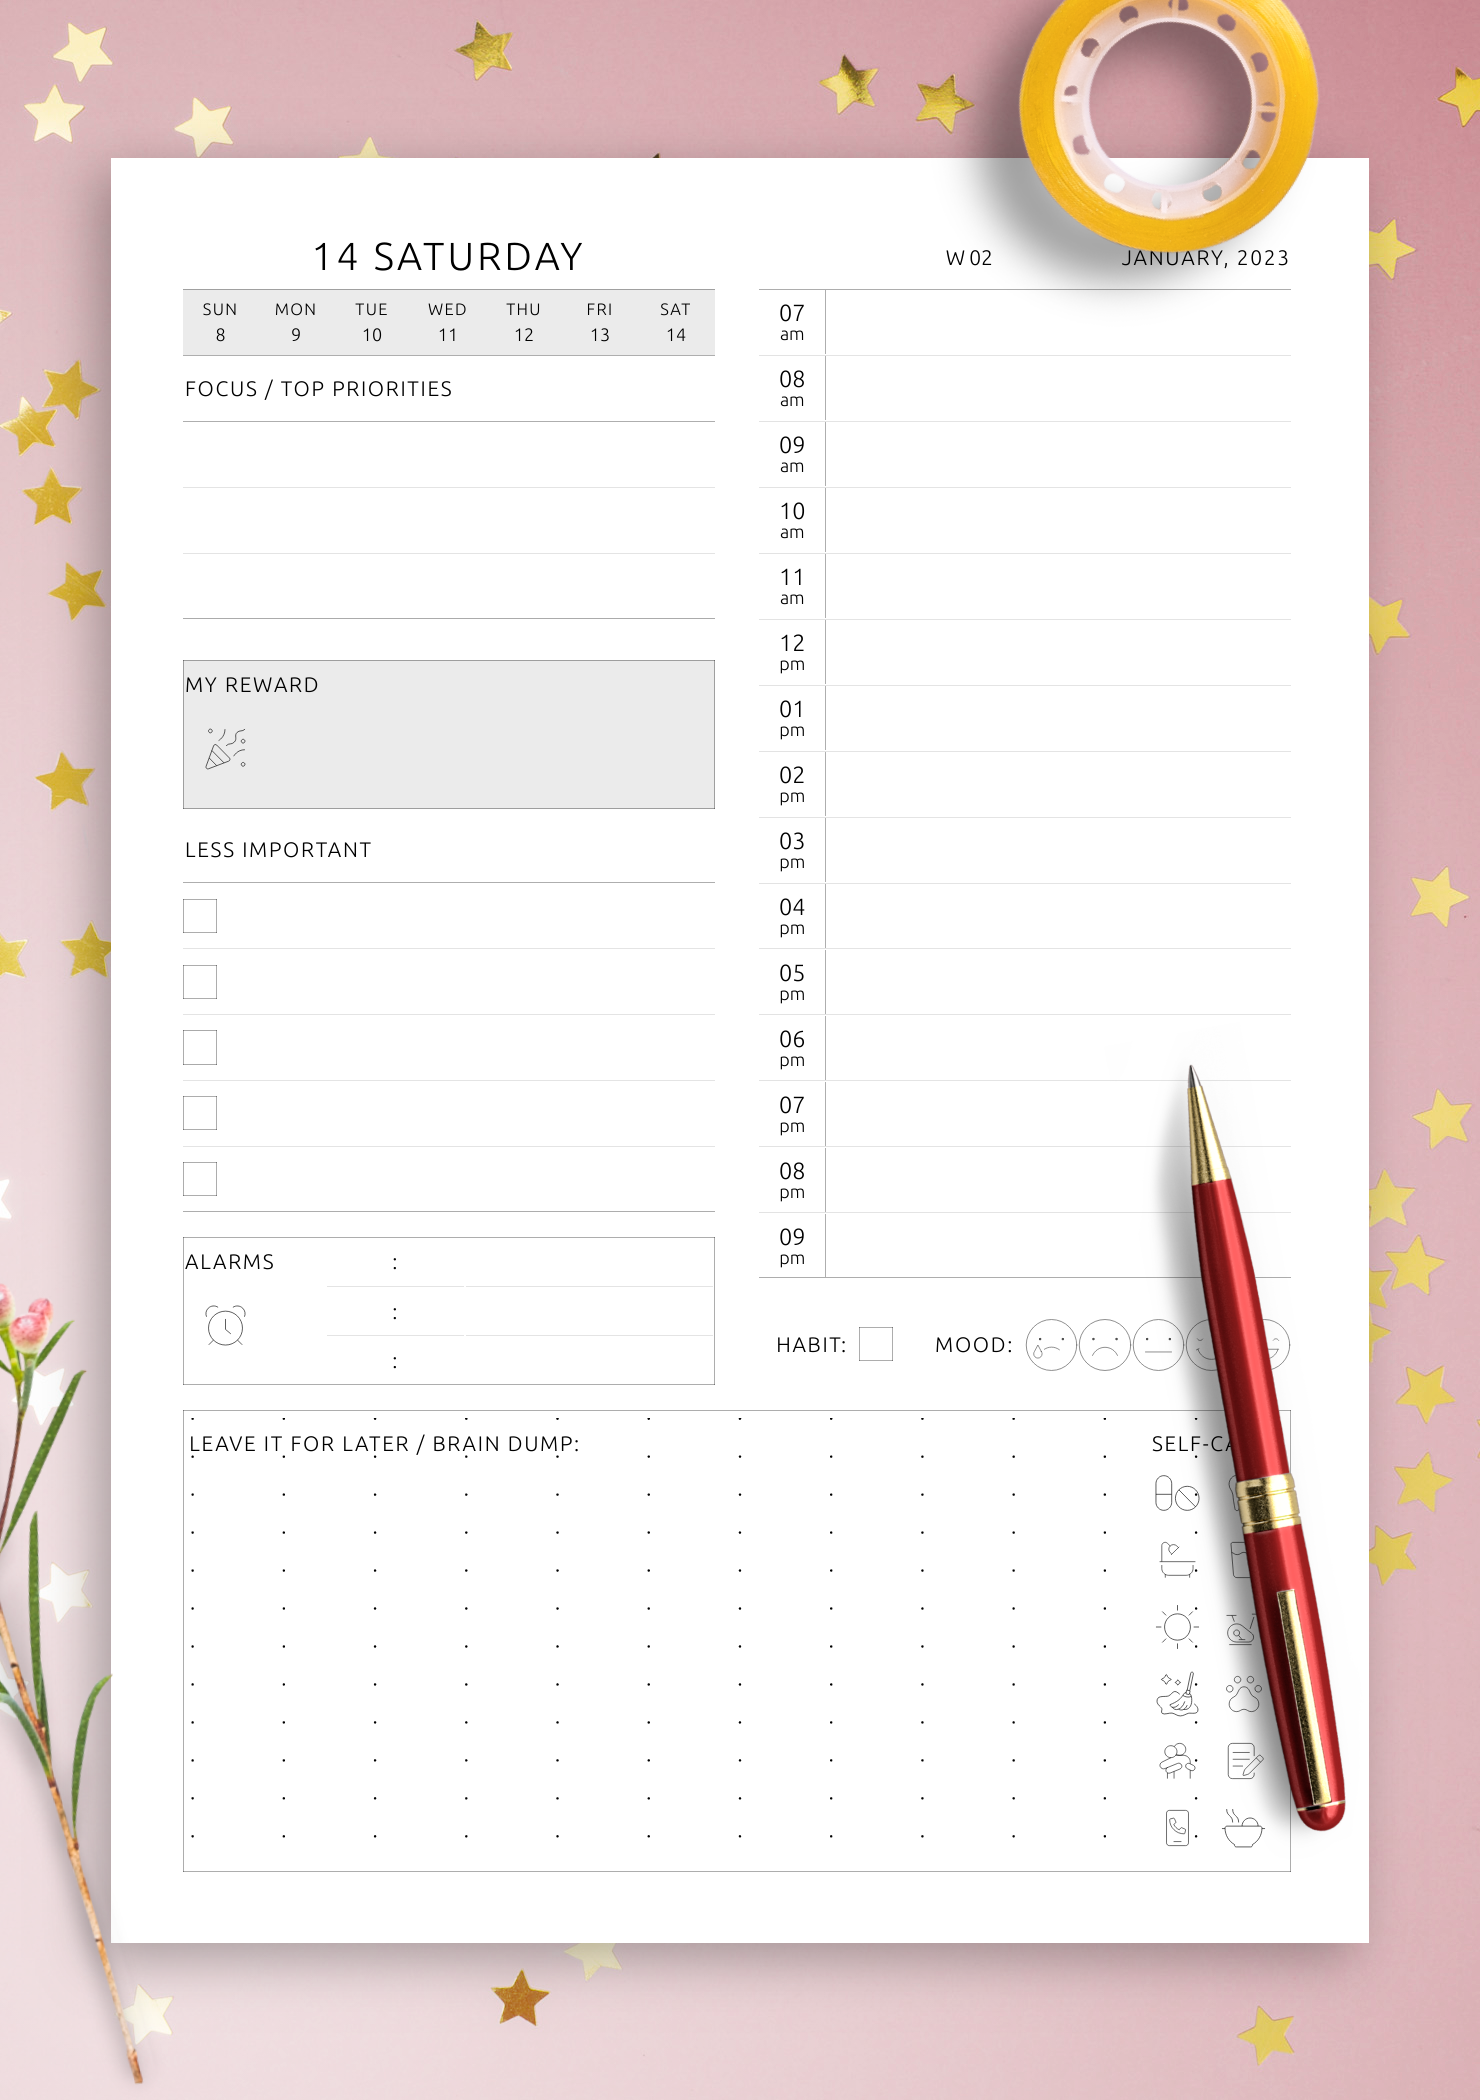 14 SATURDAY
W 02
JANUARY, 2023
SUN MON TUE WED THU FRI SAT
8 9 10 11 12 13 14
FOCUS / TOP PRIORITIES
MY REWARD
LESS IMPORTANT
ALARMS :
:
:
07
am
08
am
09
am
10
am
11
am
12
pm
01
pm
02
pm
03
pm
04
pm
05
pm
06
pm
07
pm
08
pm
09
pm
HABIT: MOOD:
LEAVE IT FOR LATER / BRAIN DUMP: